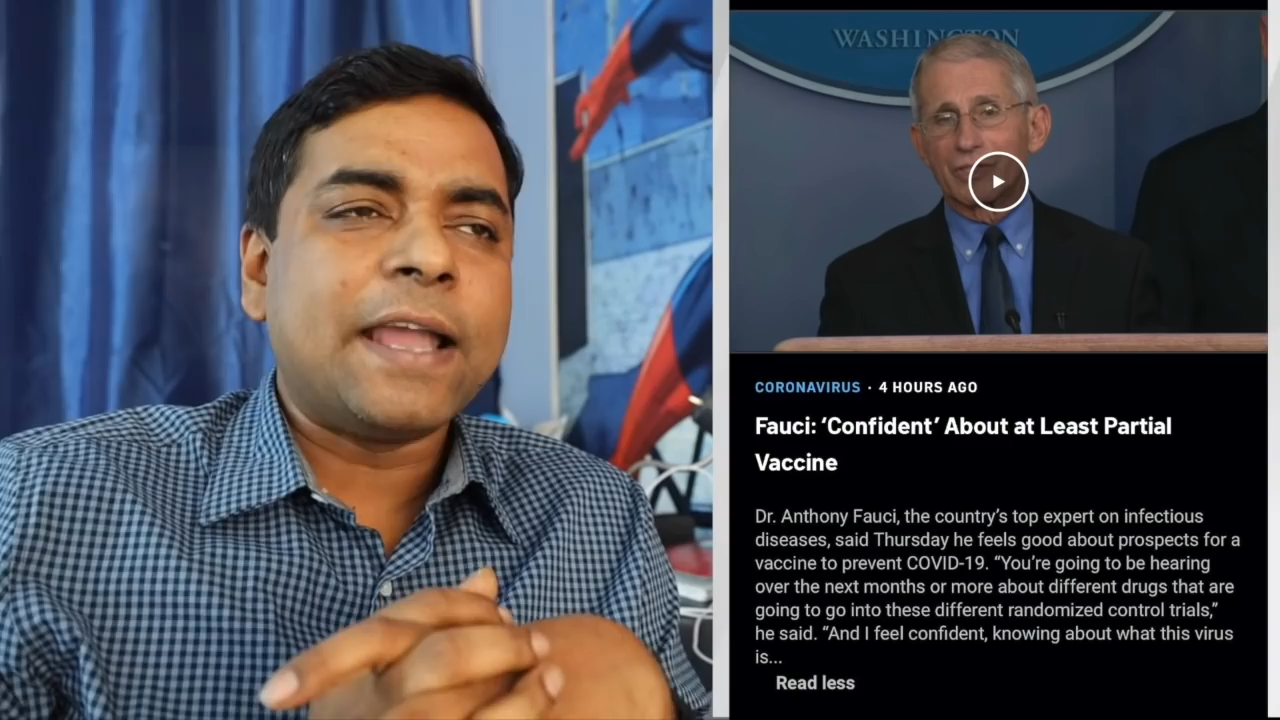 WASHINGTON
CORONAVIRUS · 4 HOURS AGO
Fauci: ‘Confident’ About at Least Partial
Vaccine
Dr. Anthony Fauci, the country’s top expert on infectious
diseases, said Thursday he feels good about prospects for a
vaccine to prevent COVID-19. “You’re going to be hearing
over the next months or more about different drugs that are
going to go into these different randomized control trials,”
he said. “And I feel confident, knowing about what this virus
is...
Read less